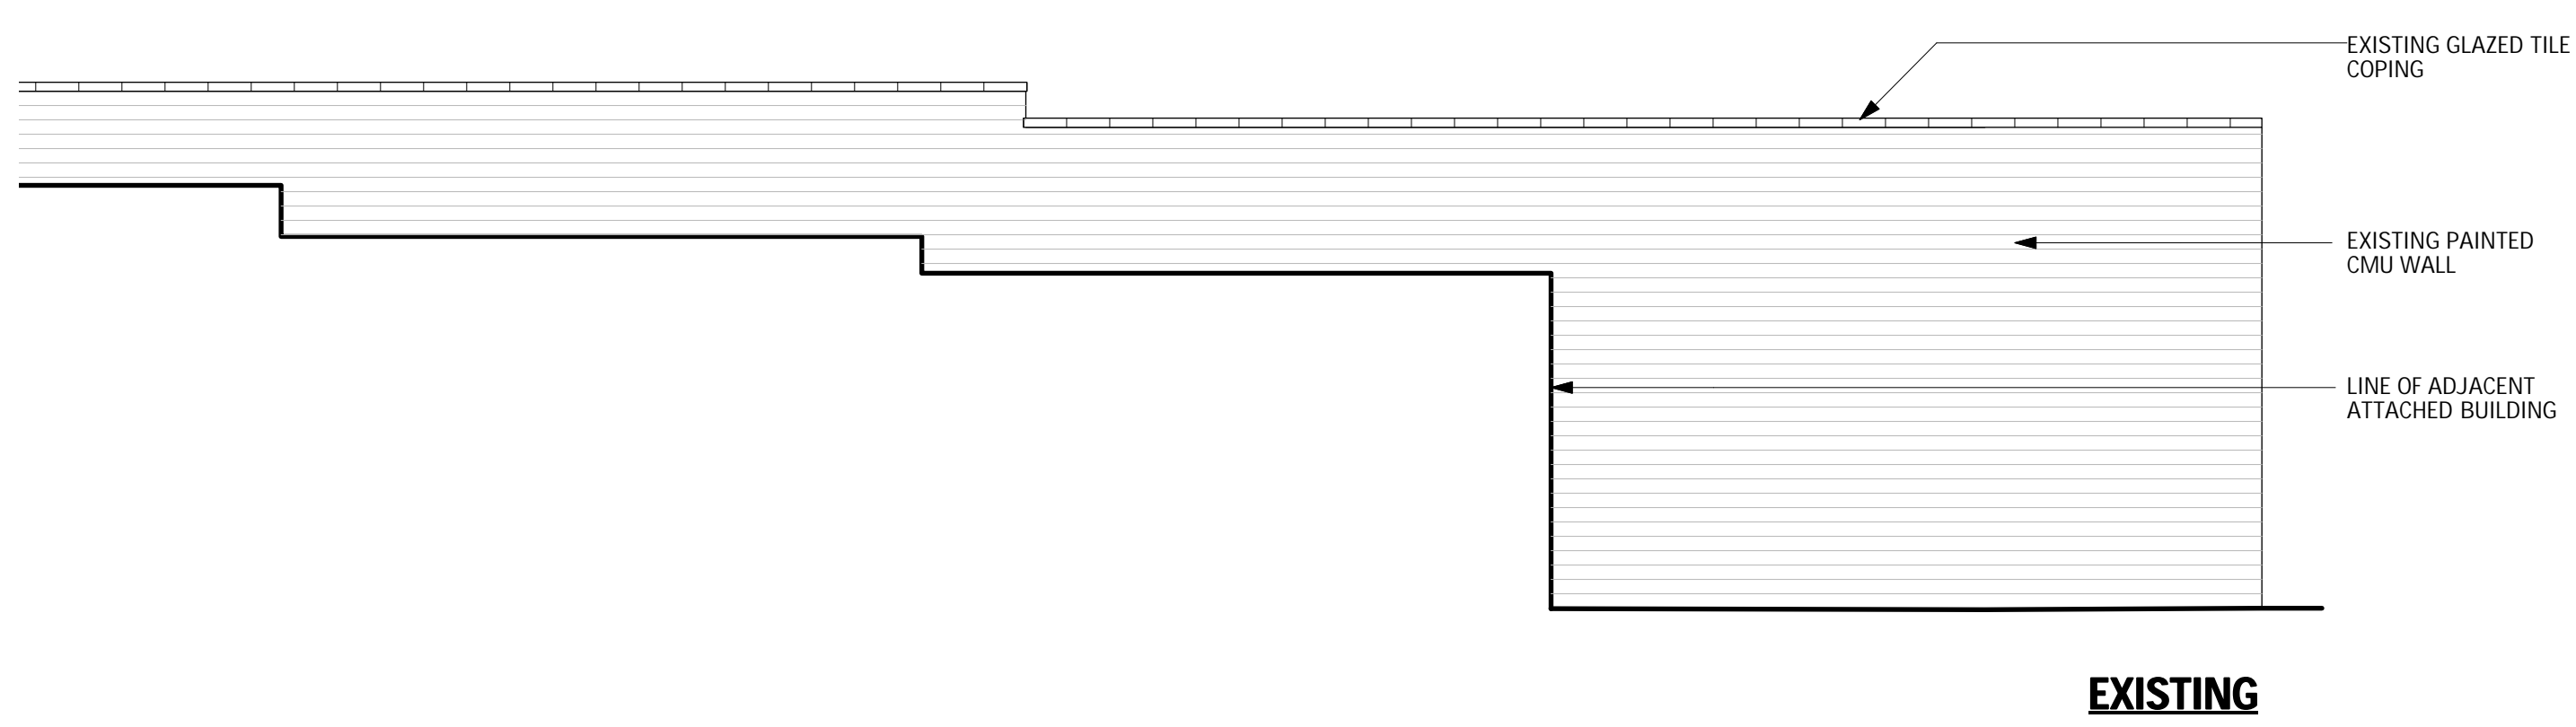 EXISTING GLAZED TILE
COPING
EXISTING PAINTED
CMU WALL
LINE OF ADJACENT
ATTACHED BUILDING
EXISTING